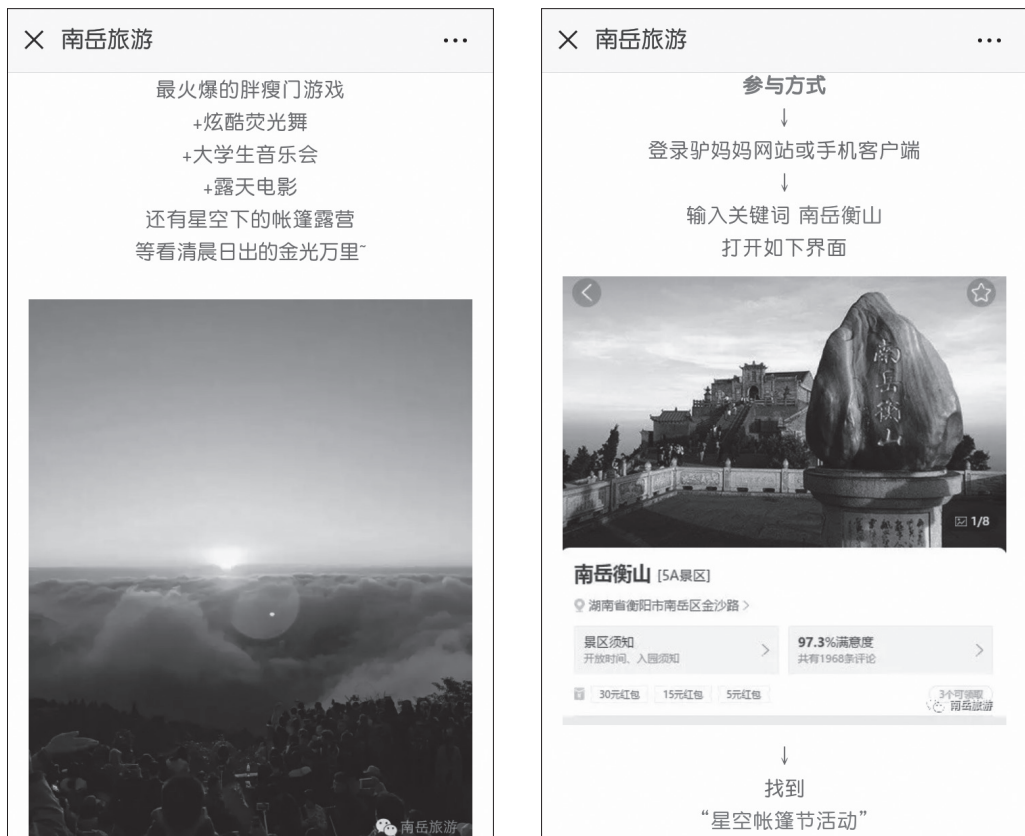 南岳旅游
最火爆的胖瘦门游戏
+炫酷荧光舞
+大学生音乐会
+露天电影
还有星空下的帐篷露营
等看清晨日出的金光万里~
南岳旅游
南岳旅游
参与方式
↓
登录驴妈妈网站或手机客户端
↓
输入关键词 南岳衡山
打开如下界面
南岳衡山
1/8
南岳衡山 [5A景区]
湖南省衡阳市南岳区金沙路 >
景区须知
开放时间、入园须知
97.3%满意度
共有1968条评论
30元红包 15元红包 5元红包
3个可领取
南岳旅游
↓
找到
“星空帐篷节活动”